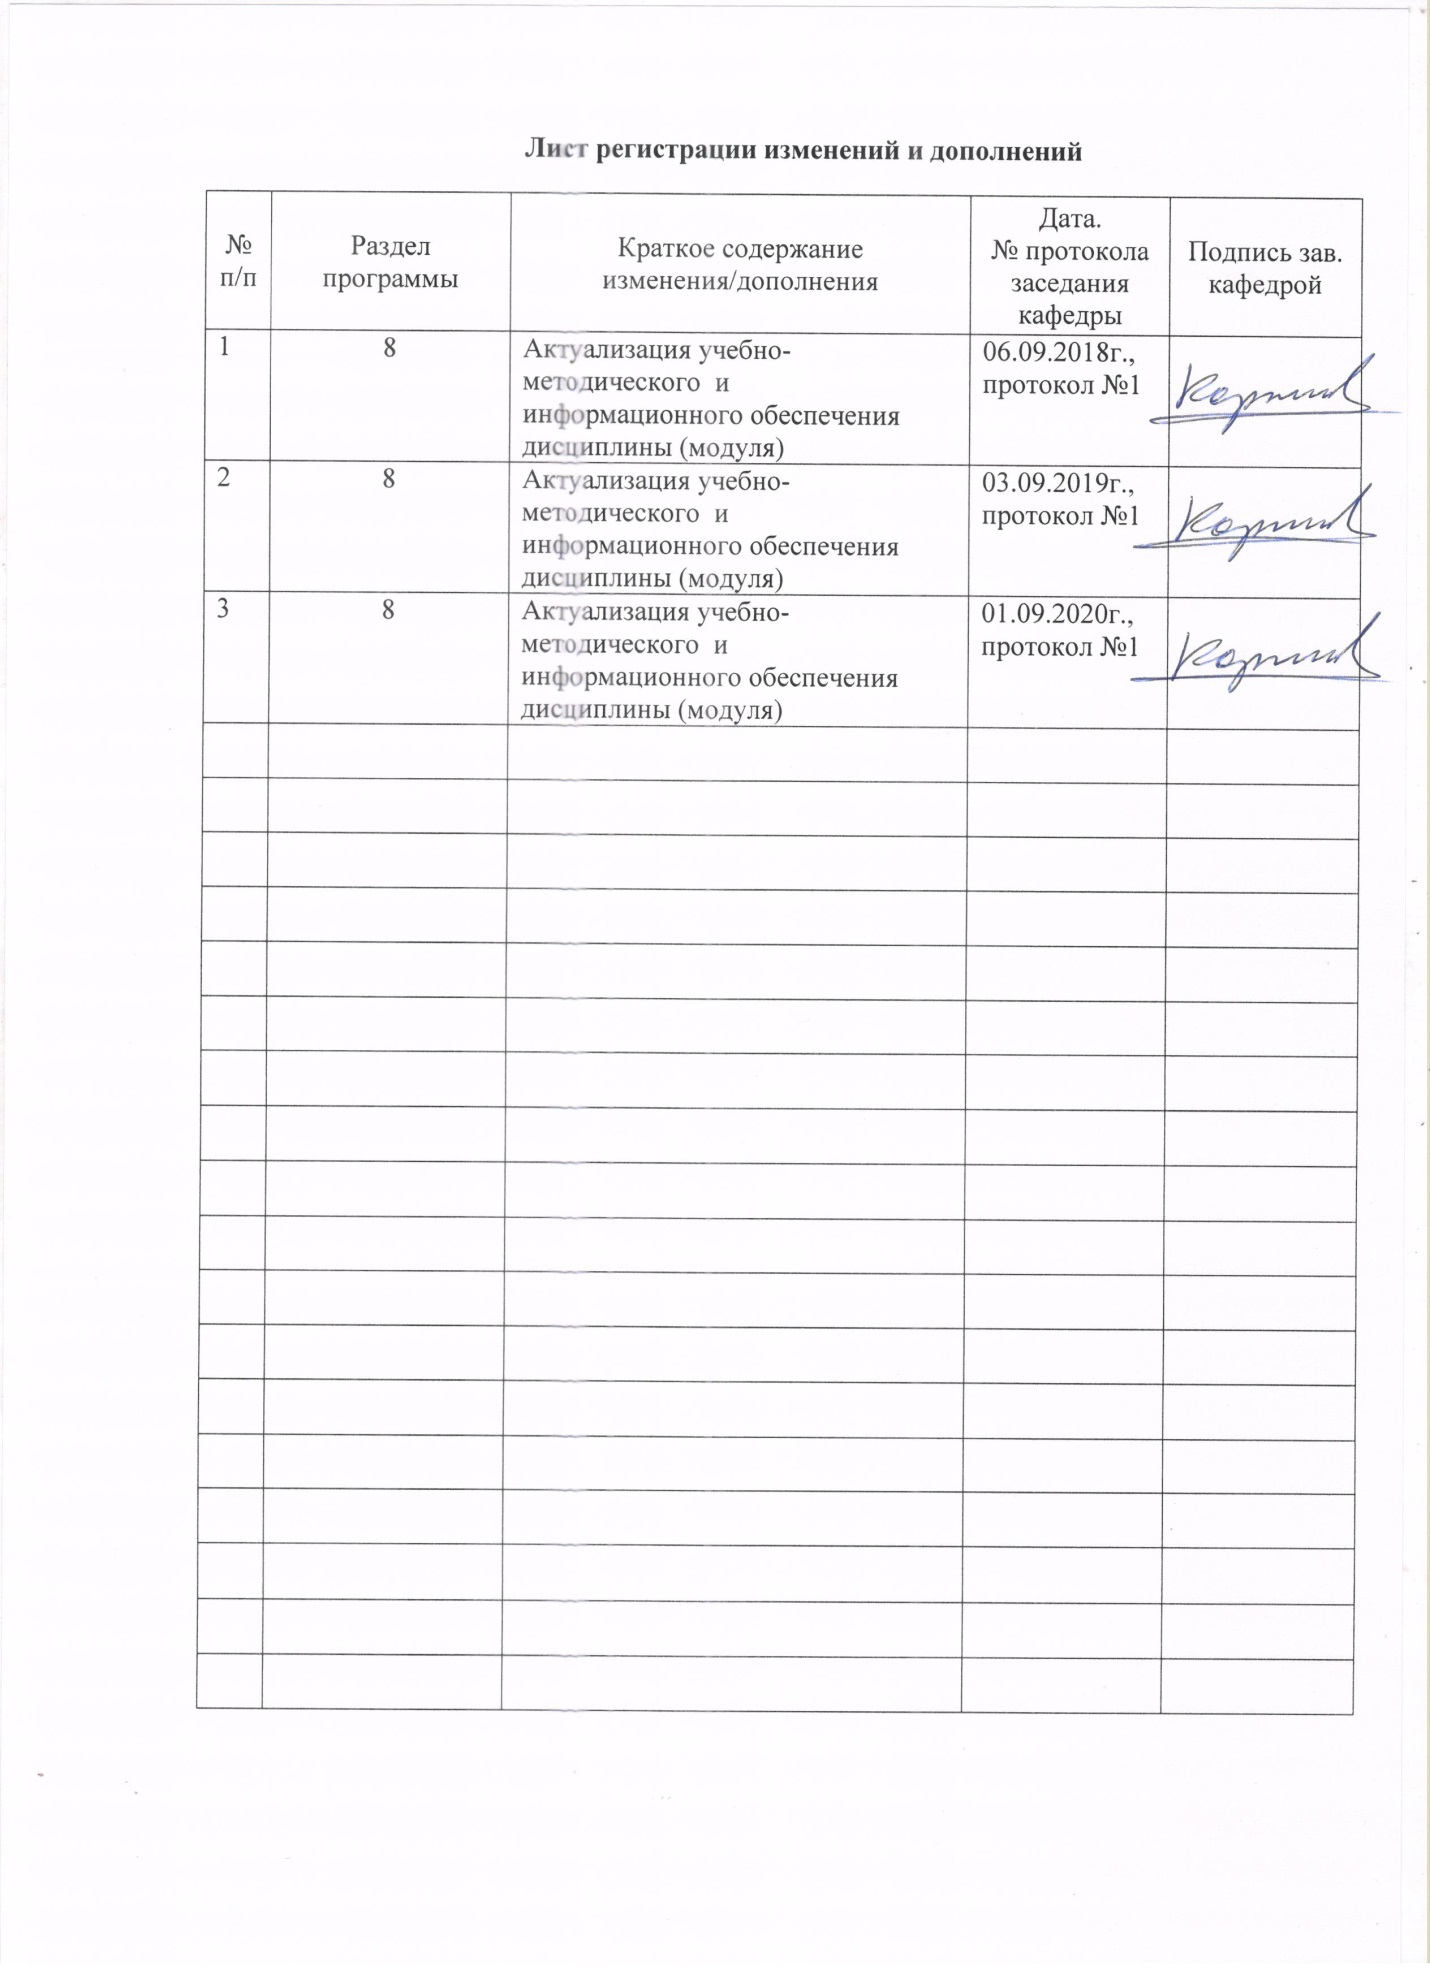 Лист регистрации изменений и дополнений
№
п/п
Раздел
программы
Краткое содержание
изменения/дополнения
Дата.
№ протокола
заседания
кафедры
Подпись зав.
кафедрой
1
8
Актуализация учебно-
методического и
информационного обеспечения
дисциплины (модуля)
06.09.2018г.,
протокол №1
2
8
Актуализация учебно-
методического и
информационного обеспечения
дисциплины (модуля)
03.09.2019г.,
протокол №1
3
8
Актуализация учебно-
методического и
информационного обеспечения
дисциплины (модуля)
01.09.2020г.,
протокол №1